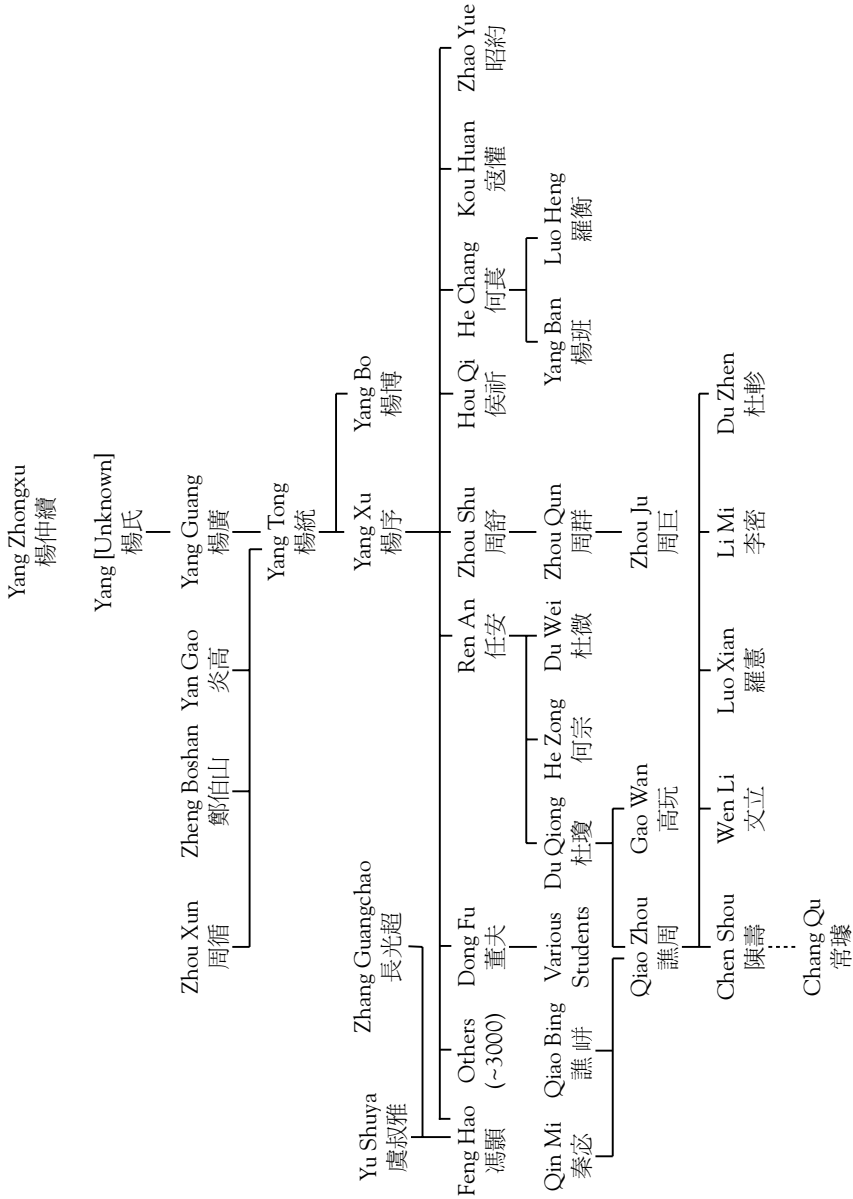 Yang Zhongxu
楊仲續
Yang [Unknown]
楊氏
Zhou Xun
周循
Zheng Boshan
鄭伯山
Yan Gao
炎高
Yang Guang
楊廣
Yang Tong
楊統
Yu Shuya
虞叔雅
Zhang Guangchao
長光超
Yang Xu
楊序
Yang Bo
楊博
Feng Hao
馮顥
Others
(~3000)
Dong Fu
董夫
Ren An
任安
Zhou Shu
周舒
Hou Qi
侯祈
He Chang
何萇
Kou Huan
寇懽
Zhao Yue
昭約
Qin Mi
秦宓
Qiao Bing
譙𡸴
Various
Students
Du Qiong
杜瓊
He Zong
何宗
Du Wei
杜微
Zhou Qun
周群
Yang Ban
楊班
Luo Heng
羅衡
Qiao Zhou
譙周
Gao Wan
高玩
Zhou Ju
周巨
Chen Shou
陳壽
Wen Li
文立
Luo Xian
羅憲
Li Mi
李密
Du Zhen
杜軫
Chang Qu
常璩